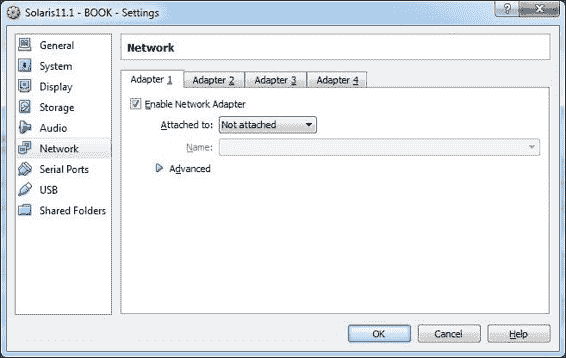 Solaris11.1 - BOOK - Settings
General
System
Display
Storage
Audio
Network
Serial Ports
USB
Shared Folders
Network
Adapter 1 Adapter 2 Adapter 3 Adapter 4
Enable Network Adapter
Attached to: Not attached
Name:
Advanced
OK Cancel Help